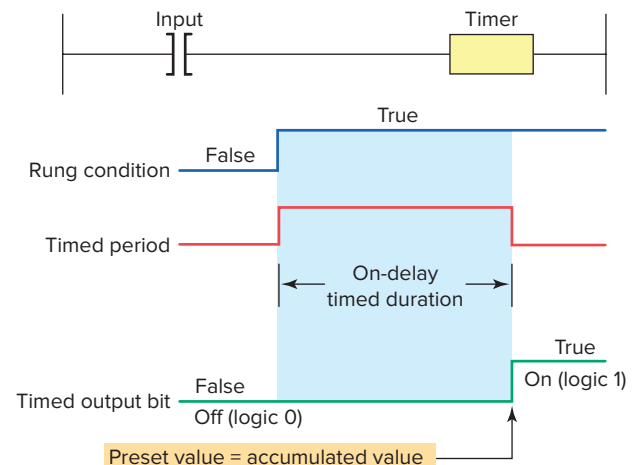 Input
Timer
True
False
Rung condition
Timed period
On-delay
timed duration
True
False
On (logic 1)
Timed output bit
Off (logic 0)
Preset value = accumulated value